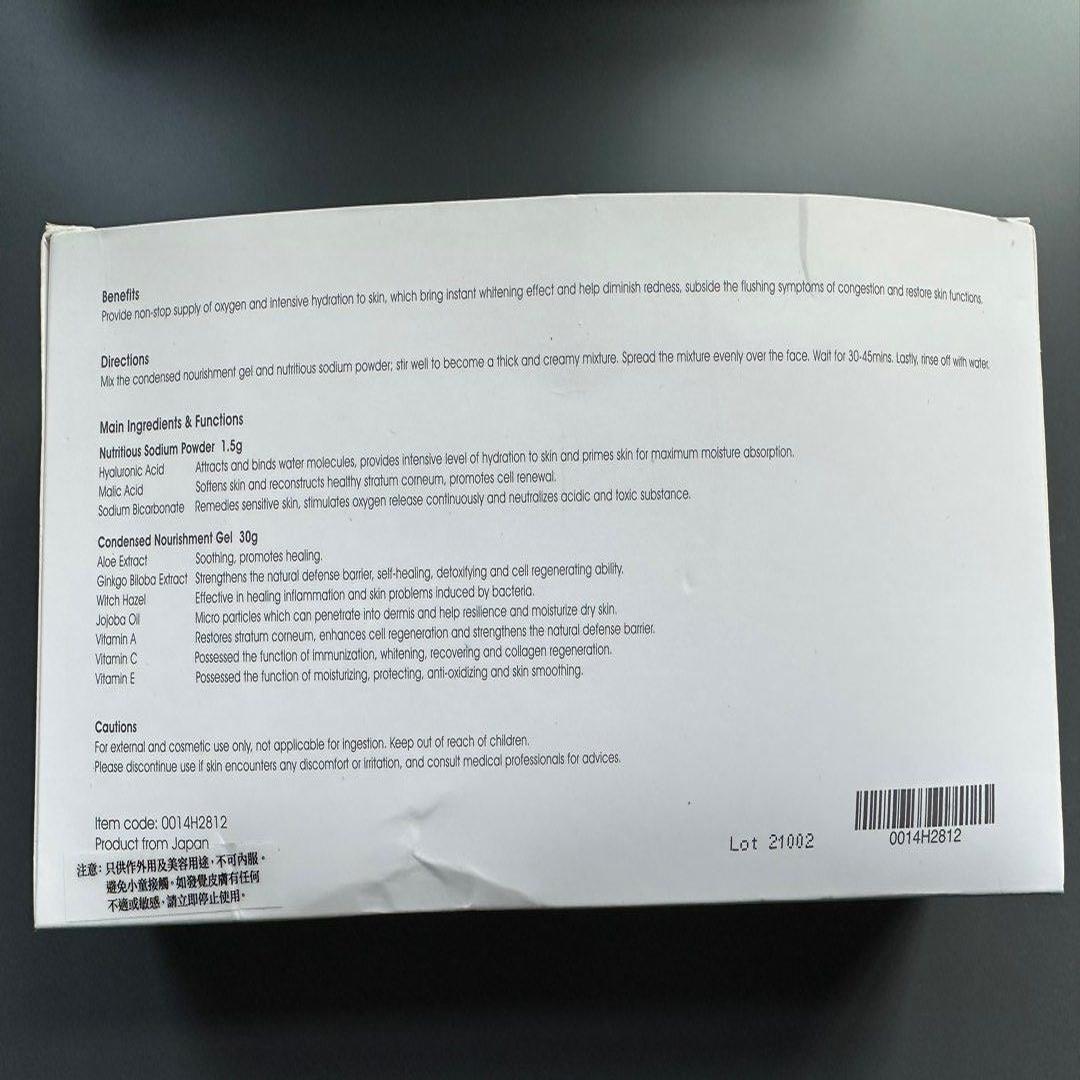 Benefits
Provide non-stop supply of oxygen and intensive hydration to skin, which bring instant whitening effect and help diminish redness, subside the flushing symptoms of congestion and restore skin functions.
Directions
Mix the condensed nourishment gel and nutritious sodium powder; stir well to become a thick and creamy mixture. Spread the mixture evenly over the face. Wait for 30-45mins. Lastly, rinse off with water.
Main Ingredients & Functions
Nutritious Sodium Powder 1.5g
Hyaluronic Acid Attracts and binds water molecules, provides intensive level of hydration to skin and primes skin for maximum moisture absorption.
Malic Acid Softens skin and reconstructs healthy stratum corneum, promotes cell renewal.
Sodium Bicarbonate Remedies sensitive skin, stimulates oxygen release continuously and neutralizes acidic and toxic substance.
Condensed Nourishment Gel 30g
Aloe Extract Soothing, promotes healing.
Ginkgo Biloba Extract Strengthens the natural defense barrier, self-healing, detoxifying and cell regenerating ability.
Witch Hazel Effective in healing inflammation and skin problems induced by bacteria.
Jojoba Oil Micro particles which can penetrate into dermis and help resilience and moisturize dry skin.
Vitamin A Restores stratum corneum, enhances cell regeneration and strengthens the natural defense barrier.
Vitamin C Possessed the function of immunization, whitening, recovering and collagen regeneration.
Vitamin E Possessed the function of moisturizing, protecting, anti-oxidizing and skin smoothing.
Cautions
For external and cosmetic use only, not applicable for ingestion. Keep out of reach of children.
Please discontinue use if skin encounters any discomfort or irritation, and consult medical professionals for advices.
Item code: 0014H2812
Product from Japan
注意：只供作外用及美容用途，不可內服。
避免小童接觸。如發覺皮膚有任何
不適或敏感，請立即停止使用。
Lot 21002
0014H2812